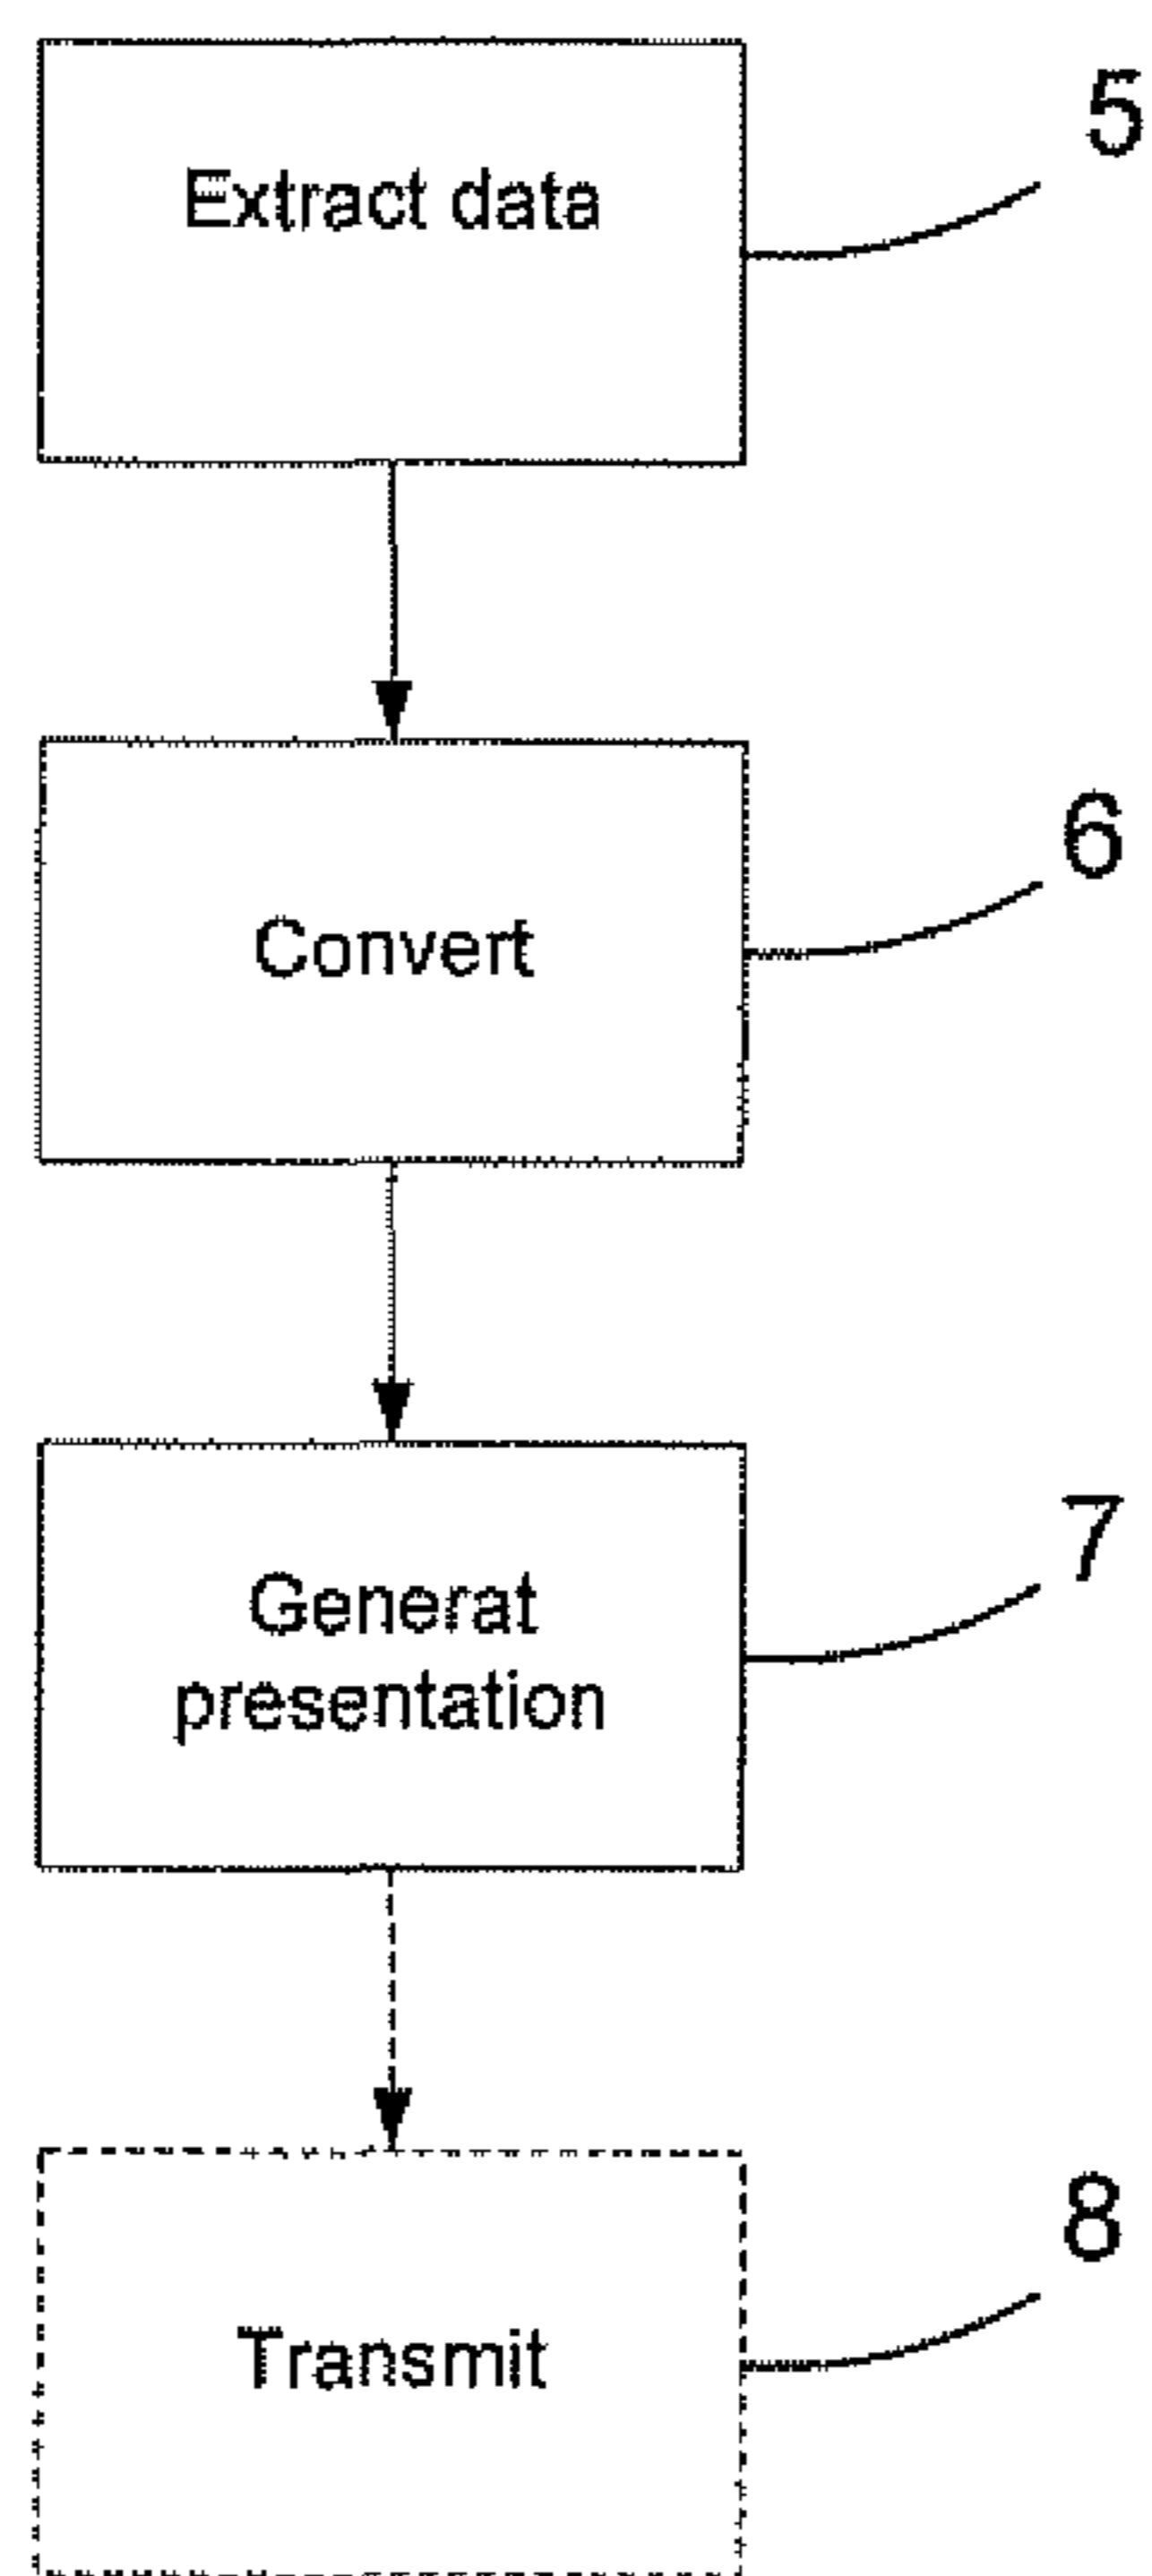 Extract data
5
Convert
6
Generat
presentation
7
Transmit
8